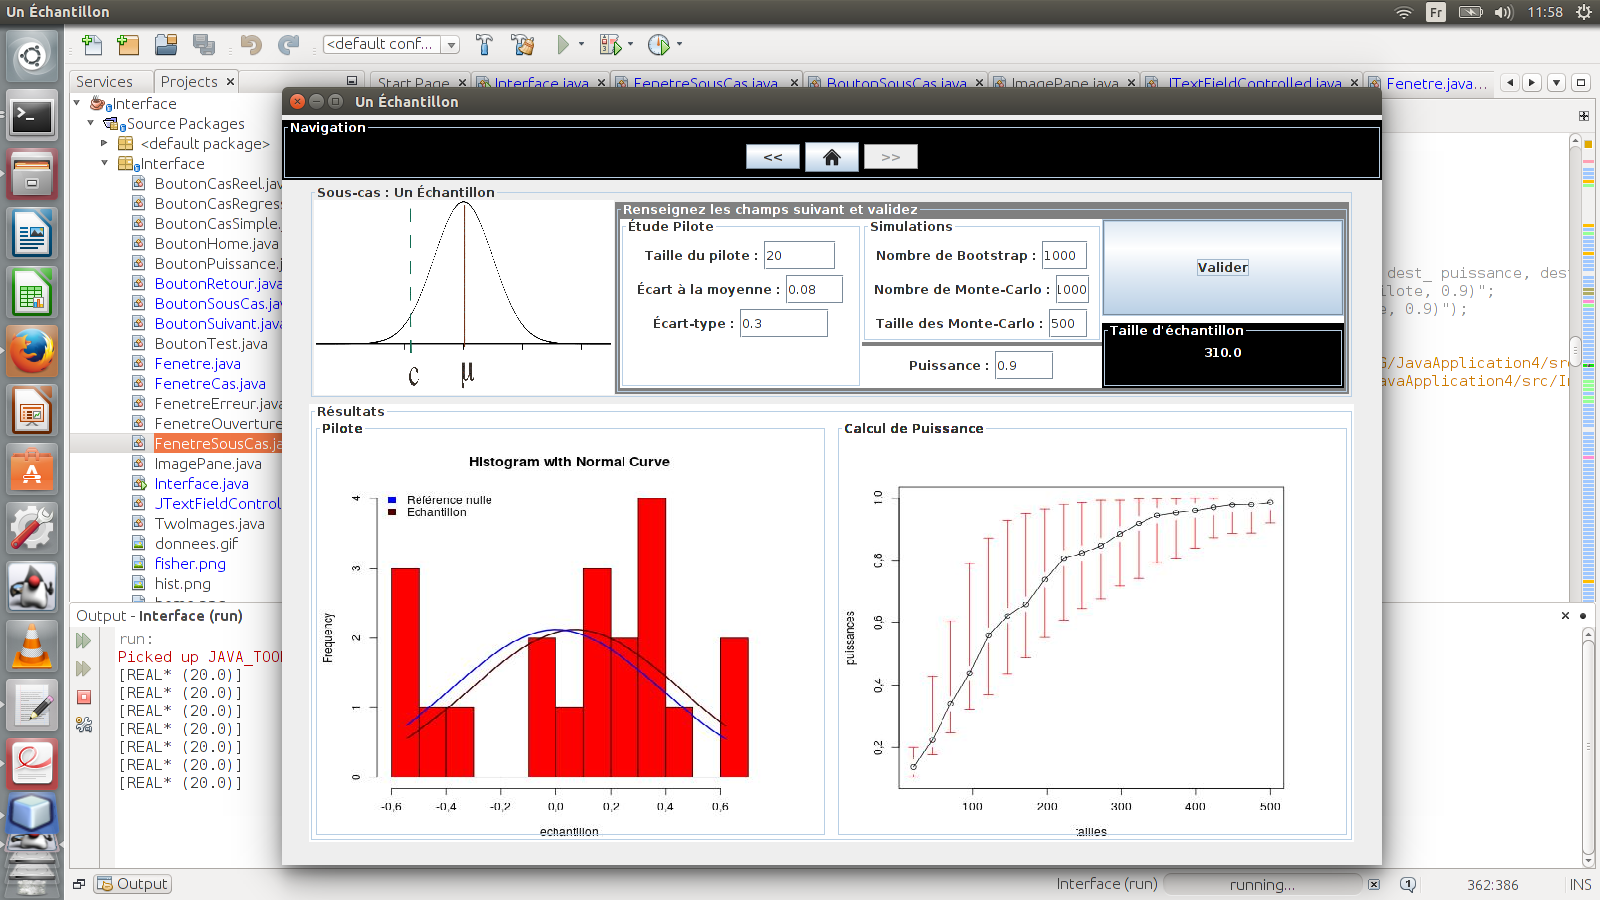 Un Échantillon
Fr
11:58
<default conf...
Services
Projects
Start Page
Interface.java
FenetreSousCas.java
BoutonSousCas.java
ImagePane.java
JTextFieldControlled.java
Fenetre.java...
Interface
Source Packages
<default package>
Interface
BoutonCasReel.jav
BoutonCasRegres
BoutonCasSimple.
BoutonHome.java
BoutonPuissance.j
BoutonRetour.java
BoutonSousCas.jav
BoutonSuivant.java
BoutonTest.java
Fenetre.java
FenetreCas.java
FenetreErreur.java
FenetreOuverture
FenetreSousCas.ja
ImagePane.java
Interface.java
JTextFieldControl
TwoImages.java
donnees.gif
fisher.png
hist.png
Output - Interface (run)
run:
Picked up JAVA_TOO
[REAL* (20.0)]
[REAL* (20.0)]
[REAL* (20.0)]
[REAL* (20.0)]
[REAL* (20.0)]
[REAL* (20.0)]
[REAL* (20.0)]
Un Échantillon
Navigation
<<
>>
Sous-cas : Un Échantillon
c
μ
Renseignez les champs suivant et validez
Étude Pilote
Taille du pilote : 20
Écart à la moyenne : 0.08
Écart-type : 0.3
Simulations
Nombre de Bootstrap : 1000
Nombre de Monte-Carlo : 1000
Taille des Monte-Carlo : 500
Puissance : 0.9
Valider
Taille d'échantillon
310.0
Résultats
Pilote
Histogram with Normal Curve
Référence nulle
Echantillon
Frequency
4
3
2
1
0
-0,6
-0,4
-0,2
0,0
0,2
0,4
0,6
echantillon
Calcul de Puissance
puissances
1,0
0,8
0,6
0,4
0,2
100
200
300
400
500
tailles
dest_ puissance, dest
ilote, 0.9)";
e, 0.9)");
G/JavaApplication4/src
JavaApplication4/src/In
Output
Interface (run)
running...
1
362:386
INS